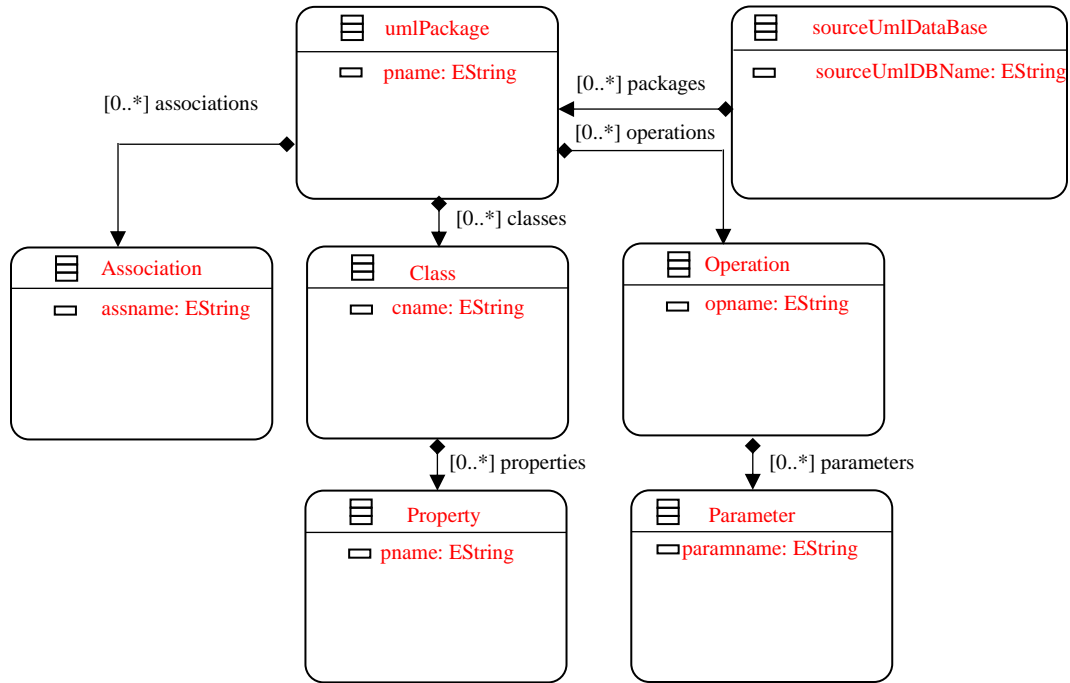 umlPackage
pname: EString
sourceUmlDataBase
sourceUmlDBName: EString
[0..*] associations
[0..*] packages
[0..*] operations
[0..*] classes
Association
assname: EString
Class
cname: EString
Operation
opname: EString
[0..*] properties
[0..*] parameters
Property
pname: EString
Parameter
paramname: EString